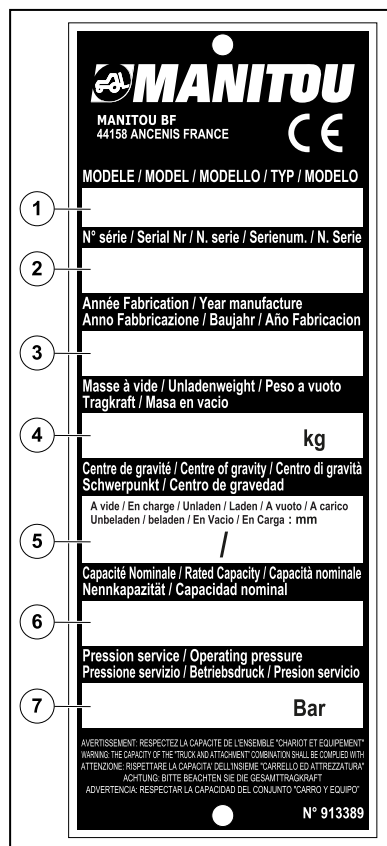 MANITOU
MANITOU BF
44158 ANCENIS FRANCE
CE
MODELE / MODEL / MODELLO / TYP / MODELO
1
N° série / Serial Nr / N. serie / Serienum. / N. Serie
2
Année Fabrication / Year manufacture
Anno Fabbricazione / Baujahr / Año Fabricacion
3
Masse à vide / Unladenweight / Peso a vuoto
Tragkraft / Masa en vacio
4
kg
Centre de gravité / Centre of gravity / Centro di gravità
Schwerpunkt / Centro de gravedad
A vide / En charge / Unladen / Laden / A vuoto / A carico
Unbeladen / beladen / En Vacio / En Carga : mm
5
/
Capacité Nominale / Rated Capacity / Capacità nominale
Nennkapazität / Capacidad nominal
6
Pression service / Operating pressure
Pressione servizio / Betriebsdruck / Presion servicio
7
Bar
AVERTISSEMENT: RESPECTEZ LA CAPACITE DE L'ENSEMBLE "CHARIOT ET EQUIPEMENT"
WARNING: THE CAPACITY OF THE "TRUCK AND ATTACHMENT" COMBINATION SHALL BE COMPLIED WITH
ATTENZIONE: RISPETTARE LA CAPACITA' DELL'INSIEME "CARRELLO ED ATTREZZATURA"
ACHTUNG: BITTE BEACHTEN SIE DIE GESAMTTRAGKRAFT
ADVERTENCIA: RESPECTAR LA CAPACIDAD DEL CONJUNTO "CARRO Y EQUIPO"
N° 913389